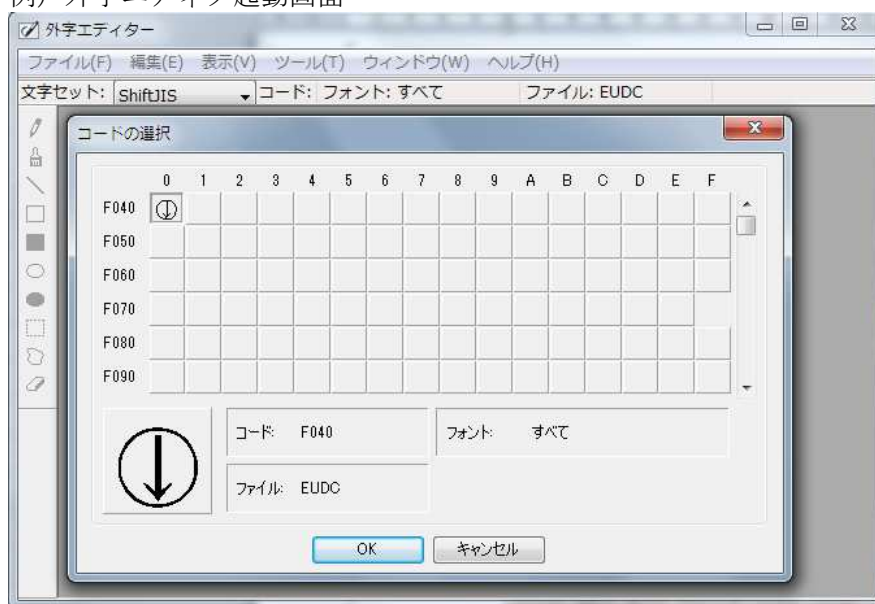 例) 外字エディタ起動画面
外字エディター
ファイル(F) 編集(E) 表示(V) ツール(T) ウィンドウ(W) ヘルプ(H)
文字セット: ShiftJIS コード: フォント: すべて ファイル: EUDC
コードの選択
0 1 2 3 4 5 6 7 8 9 A B C D E F
F040
F050
F060
F070
F080
F090
コード: F040 フォント: すべて
ファイル: EUDC
OK キャンセル